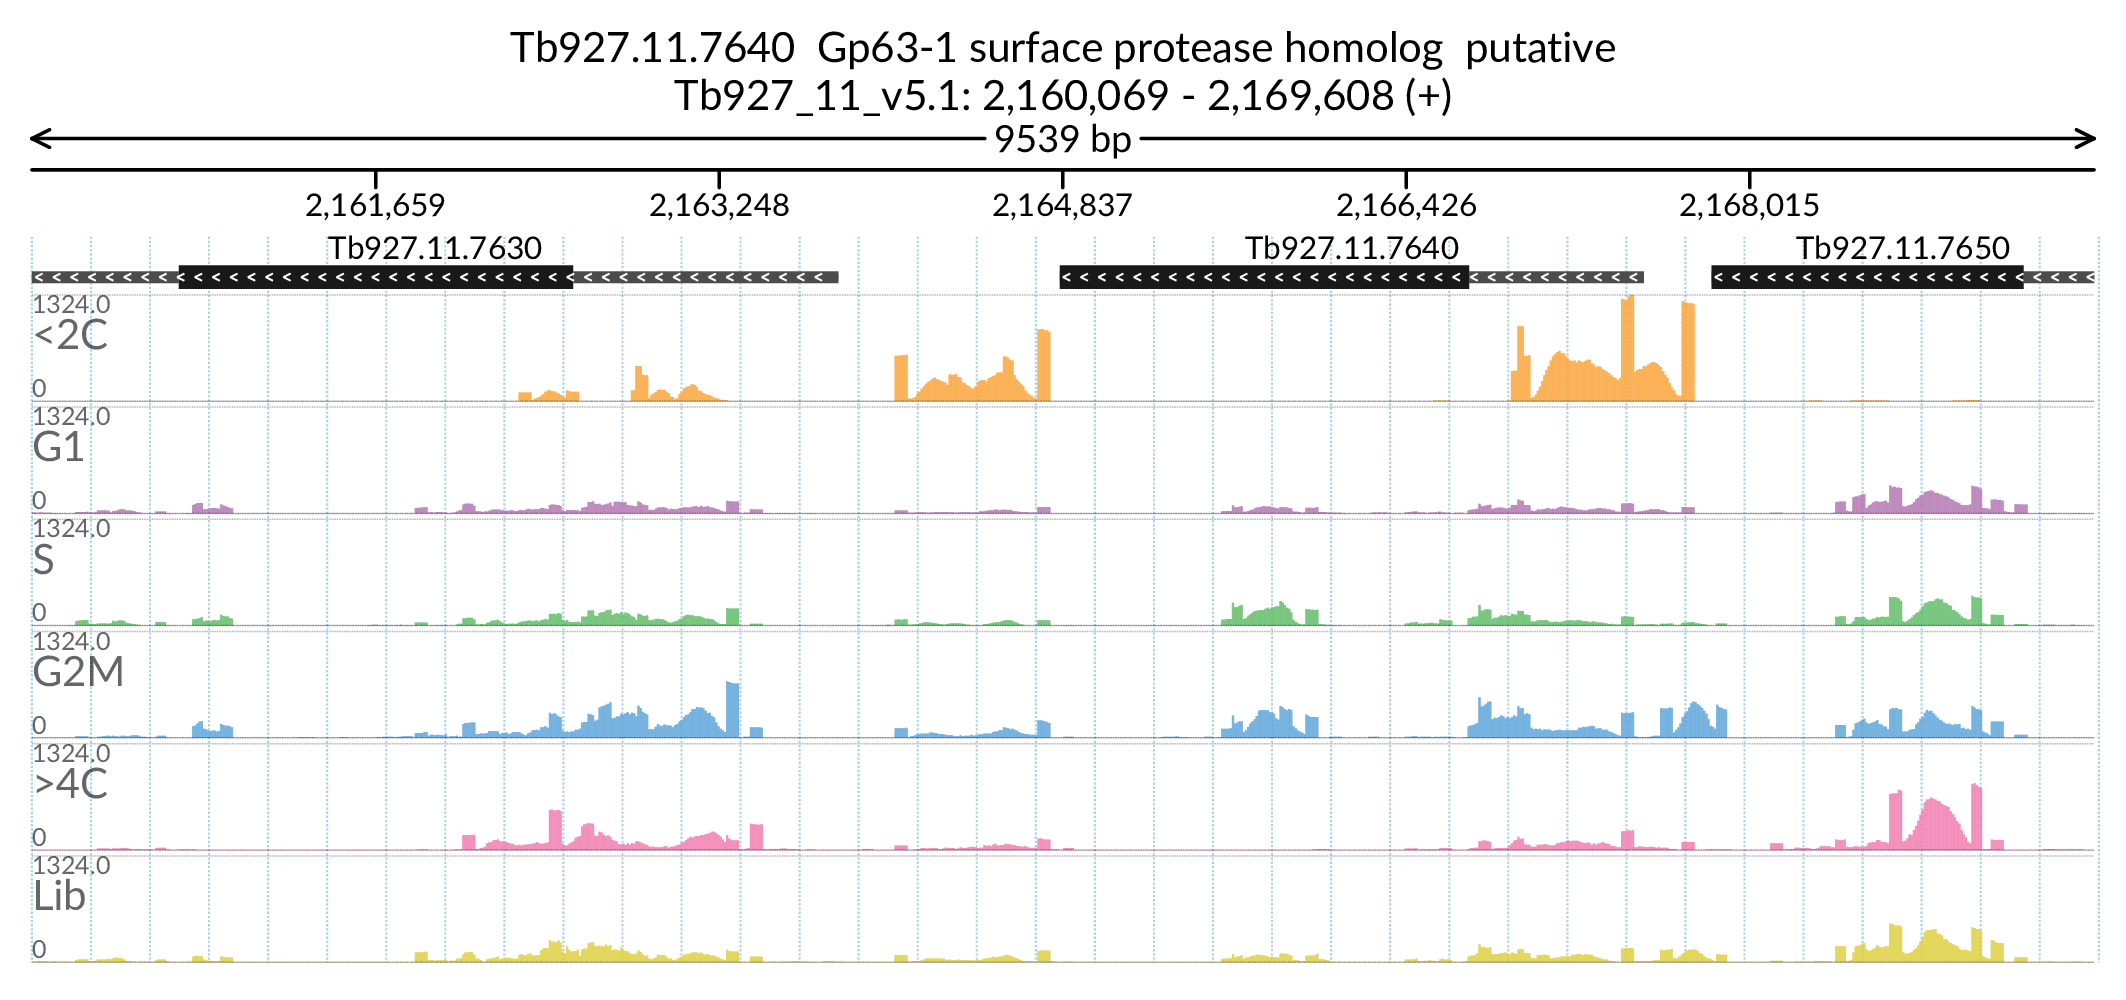 Tb927.11.7640 Gp63-1 surface protease homolog putative
Tb927_11_v5.1: 2,160,069 - 2,169,608 (+)
9539 bp
2,161,659 2,163,248 2,164,837 2,166,426 2,168,015
Tb927.11.7630 Tb927.11.7640 Tb927.11.7650
1324.0
<2C
0
1324.0
G1
0
1324.0
S
0
1324.0
G2M
0
1324.0
>4C
0
1324.0
Lib
0